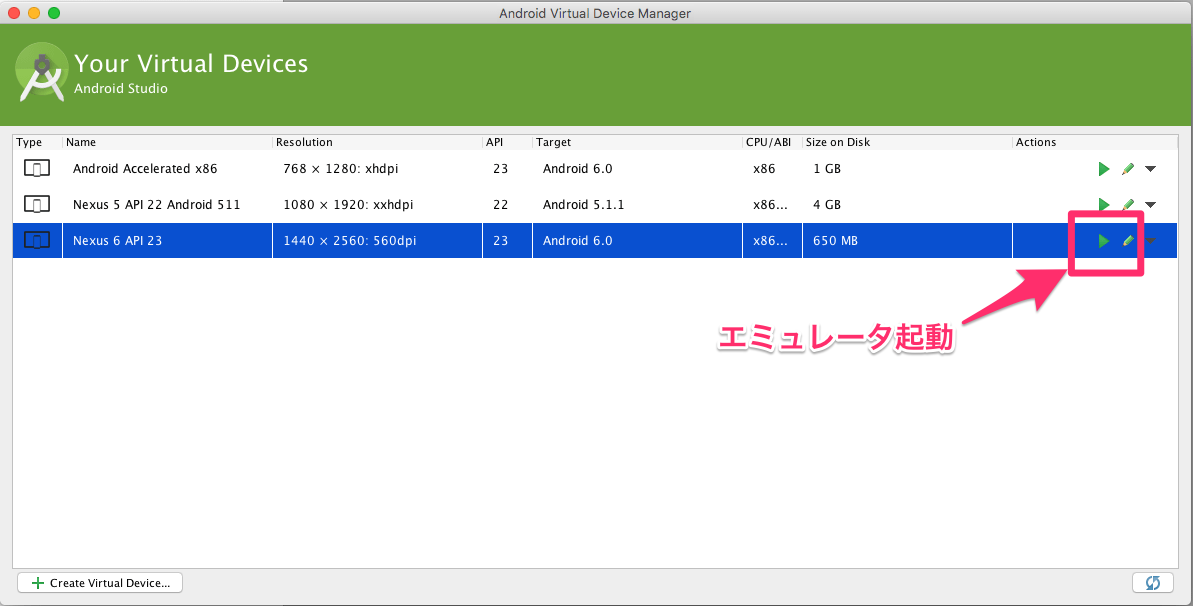 Android Virtual Device Manager
Your Virtual Devices
Android Studio
Type Name Resolution API Target CPU/ABI Size on Disk Actions
Android Accelerated x86 768 × 1280: xhdpi 23 Android 6.0 x86 1 GB
Nexus 5 API 22 Android 511 1080 × 1920: xxhdpi 22 Android 5.1.1 x86... 4 GB
Nexus 6 API 23 1440 × 2560: 560dpi 23 Android 6.0 x86... 650 MB
エミュレータ起動
Create Virtual Device...